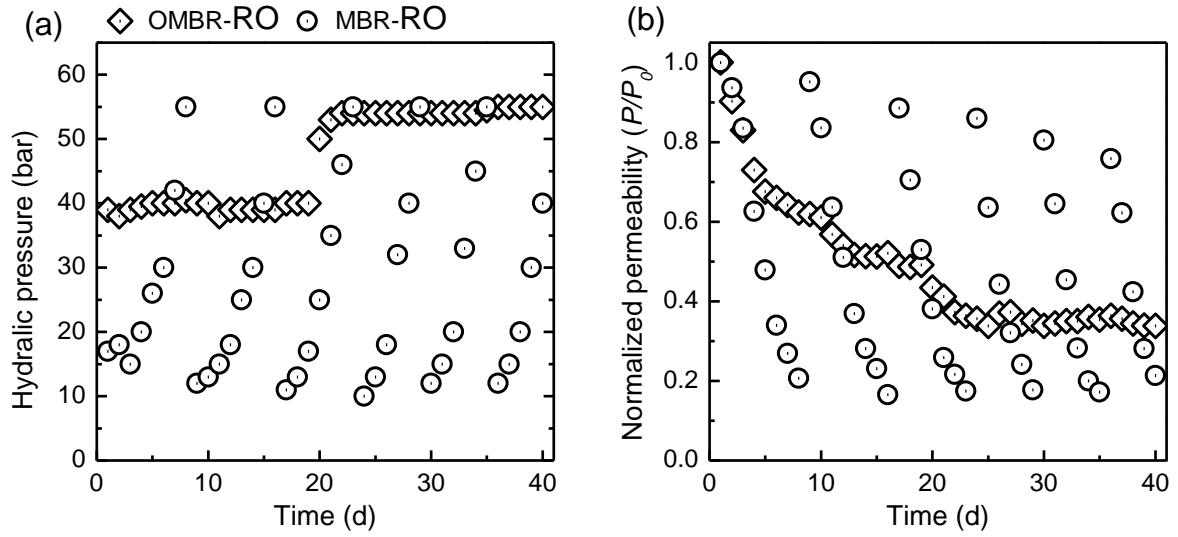 (a) OMBR-RO MBR-RO
Hydralic pressure (bar)
60
50
40
30
20
10
0
0 10 20 30 40
Time (d)
(b)
Normalized permeability (P/P₀)
1.0
0.8
0.6
0.4
0.2
0.0
0 10 20 30 40
Time (d)